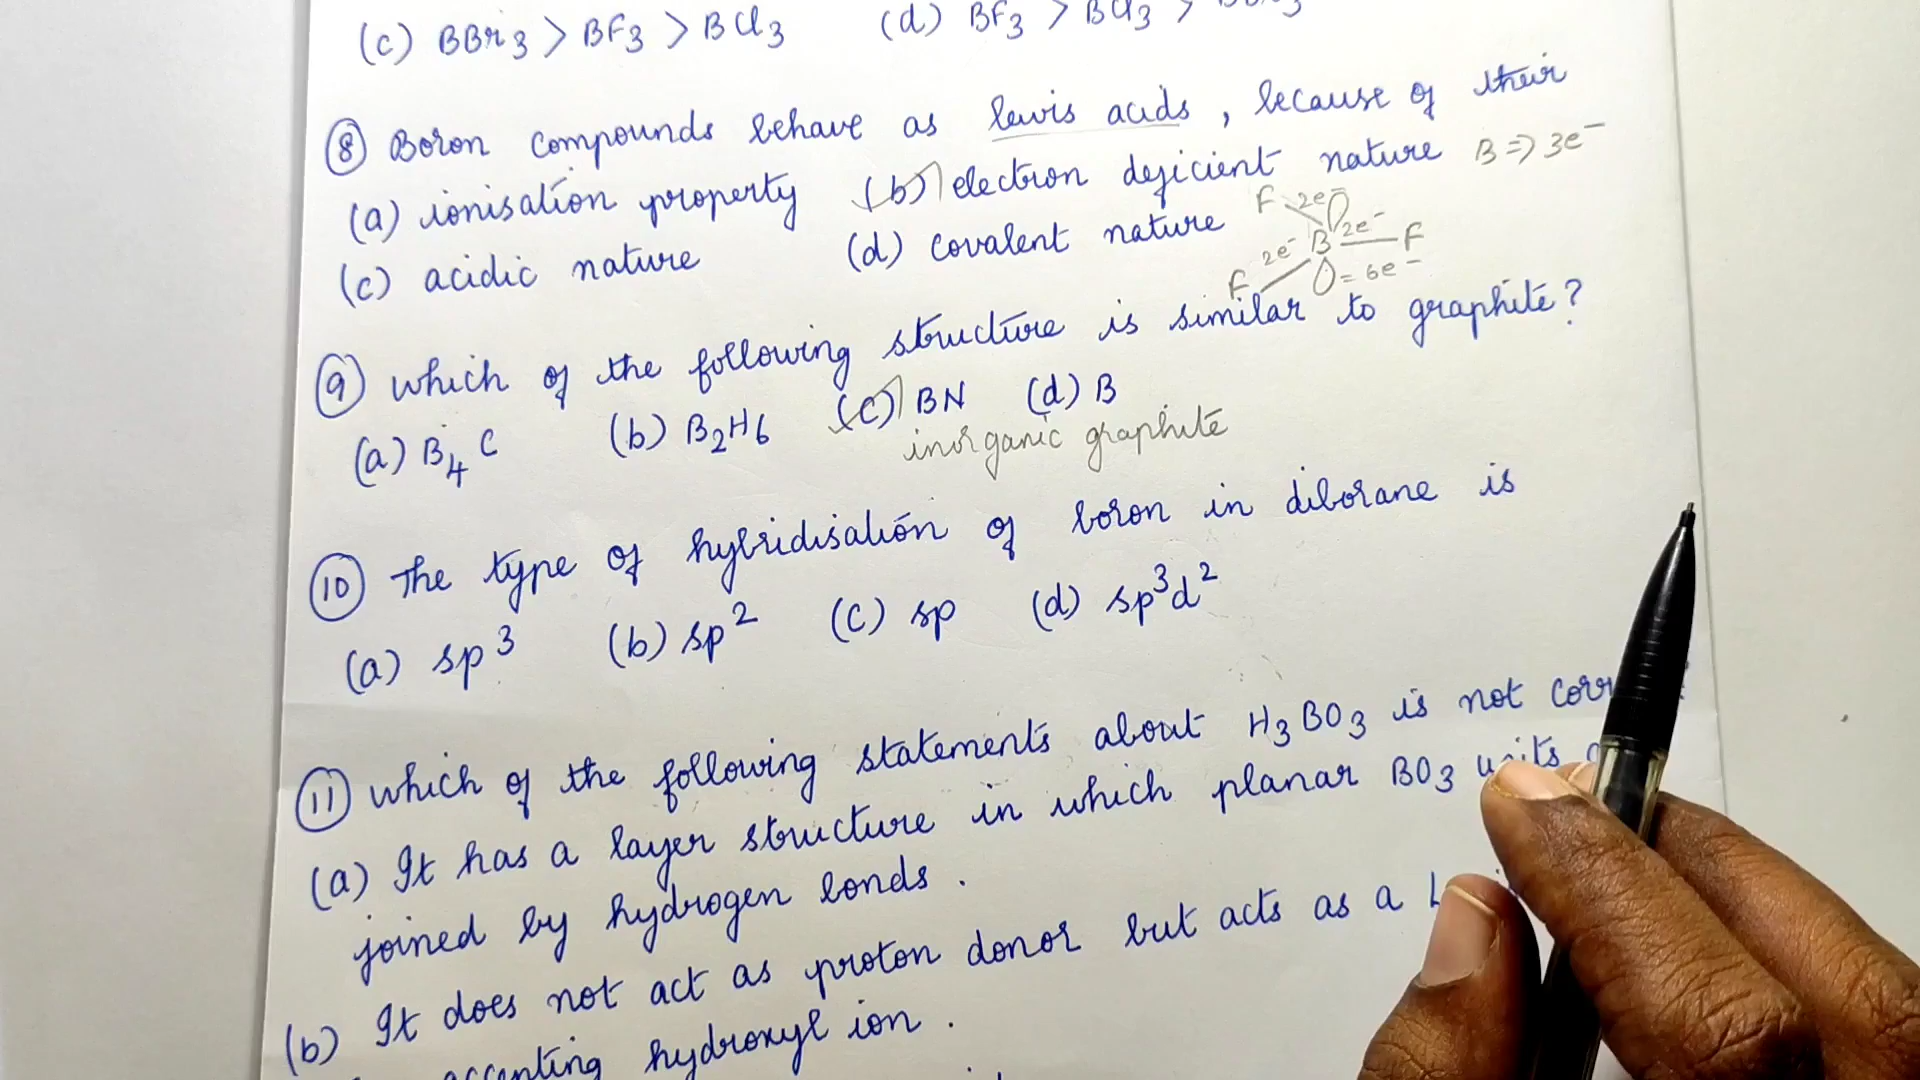 (c) BBr3 > BF3 > BCl3 (d) BF3 > BCl3 >
(8) Boron compounds behave as lewis acids, because of their
(a) ionisation property (b) electron deficient nature B => 3e⁻
(c) acidic nature (d) covalent nature
F 2e⁻
2e⁻ B 2e⁻ F
F = 6e⁻
(9) which of the following structure is similar to graphite?
(a) B4C (b) B2H6 (c) BN (d) B
inorganic graphite
(10) The type of hybridisation of boron in diborane is
(a) sp³ (b) sp² (c) sp (d) sp³d²
(11) which of the following statements about H3BO3 is not
(a) It has a layer structure in which planar BO3 units
joined by hydrogen bonds.
(b) It does not act as proton donor but acts as a
accepting hydroxyl ion.